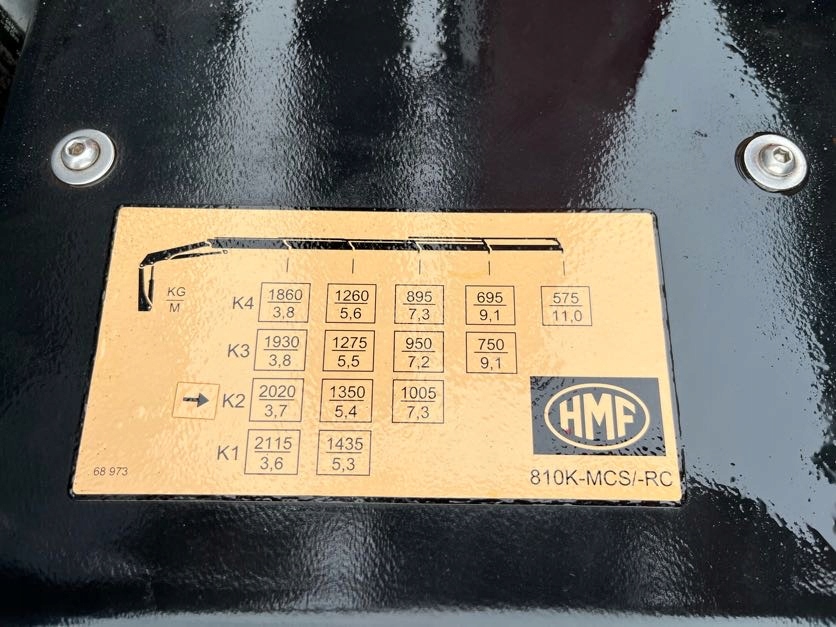 KG
M
K4 1860 1260 895 695 575
3,8 5,6 7,3 9,1 11,0
K3 1930 1275 950 750
3,8 5,5 7,2 9,1
K2 2020 1350 1005
3,7 5,4 7,3
K1 2115 1435
3,6 5,3
68 973
HMF
810K-MCS/-RC